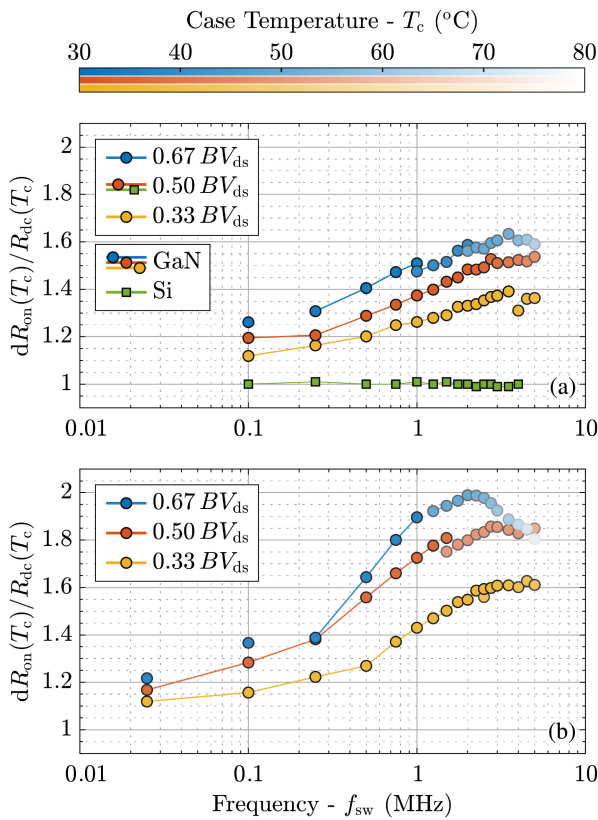 Case Temperature - T_c (°C)
30 40 50 60 70 80
2
1.8
1.6
1.4
1.2
1
dR_on(T_c)/R_dc(T_c)
0.67 BV_ds
0.50 BV_ds
0.33 BV_ds
GaN
Si
(a)
0.01 0.1 1 10
2
1.8
1.6
1.4
1.2
1
dR_on(T_c)/R_dc(T_c)
0.67 BV_ds
0.50 BV_ds
0.33 BV_ds
(b)
0.01 0.1 1 10
Frequency - f_sw (MHz)